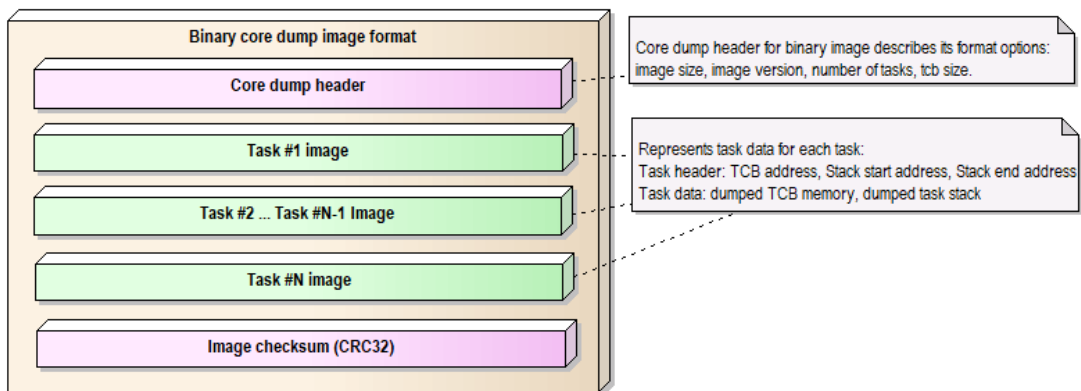 Binary core dump image format
Core dump header
Task #1 image
Task #2 ... Task #N-1 Image
Task #N image
Image checksum (CRC32)
Core dump header for binary image describes its format options:
image size, image version, number of tasks, tcb size.
Represents task data for each task:
Task header: TCB address, Stack start address, Stack end address
Task data: dumped TCB memory, dumped task stack